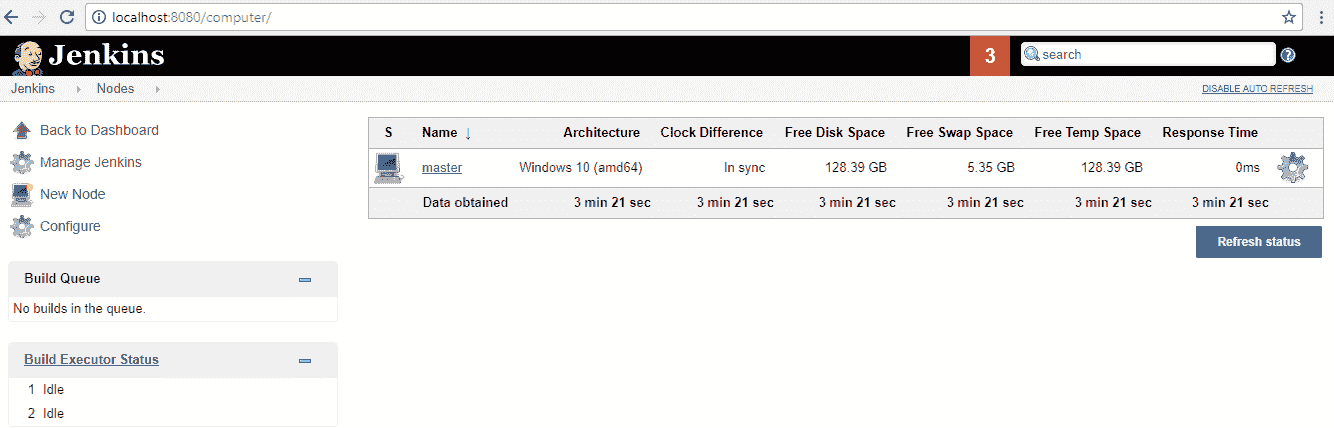 localhost:8080/computer/
Jenkins 3 search
Jenkins Nodes
DISABLE AUTO REFRESH
Back to Dashboard
Manage Jenkins
New Node
Configure
Build Queue
No builds in the queue.
Build Executor Status
1 Idle
2 Idle
S Name ↓ Architecture Clock Difference Free Disk Space Free Swap Space Free Temp Space Response Time
master Windows 10 (amd64) In sync 128.39 GB 5.35 GB 128.39 GB 0ms
Data obtained 3 min 21 sec 3 min 21 sec 3 min 21 sec 3 min 21 sec 3 min 21 sec 3 min 21 sec
Refresh status